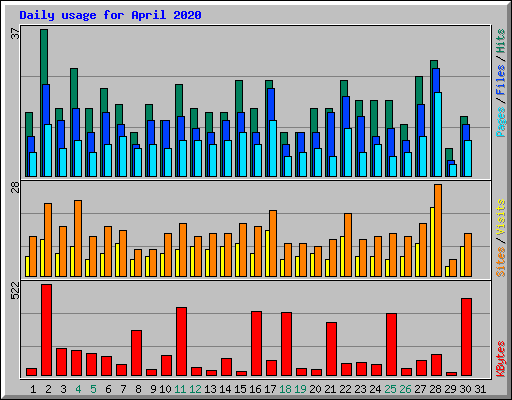 Daily usage for April 2020
37
Pages / Files / Hits
28
Sites / Visits
522
KBytes
1 2 3 4 5 6 7 8 9 10 11 12 13 14 15 16 17 18 19 20 21 22 23 24 25 26 27 28 29 30 31